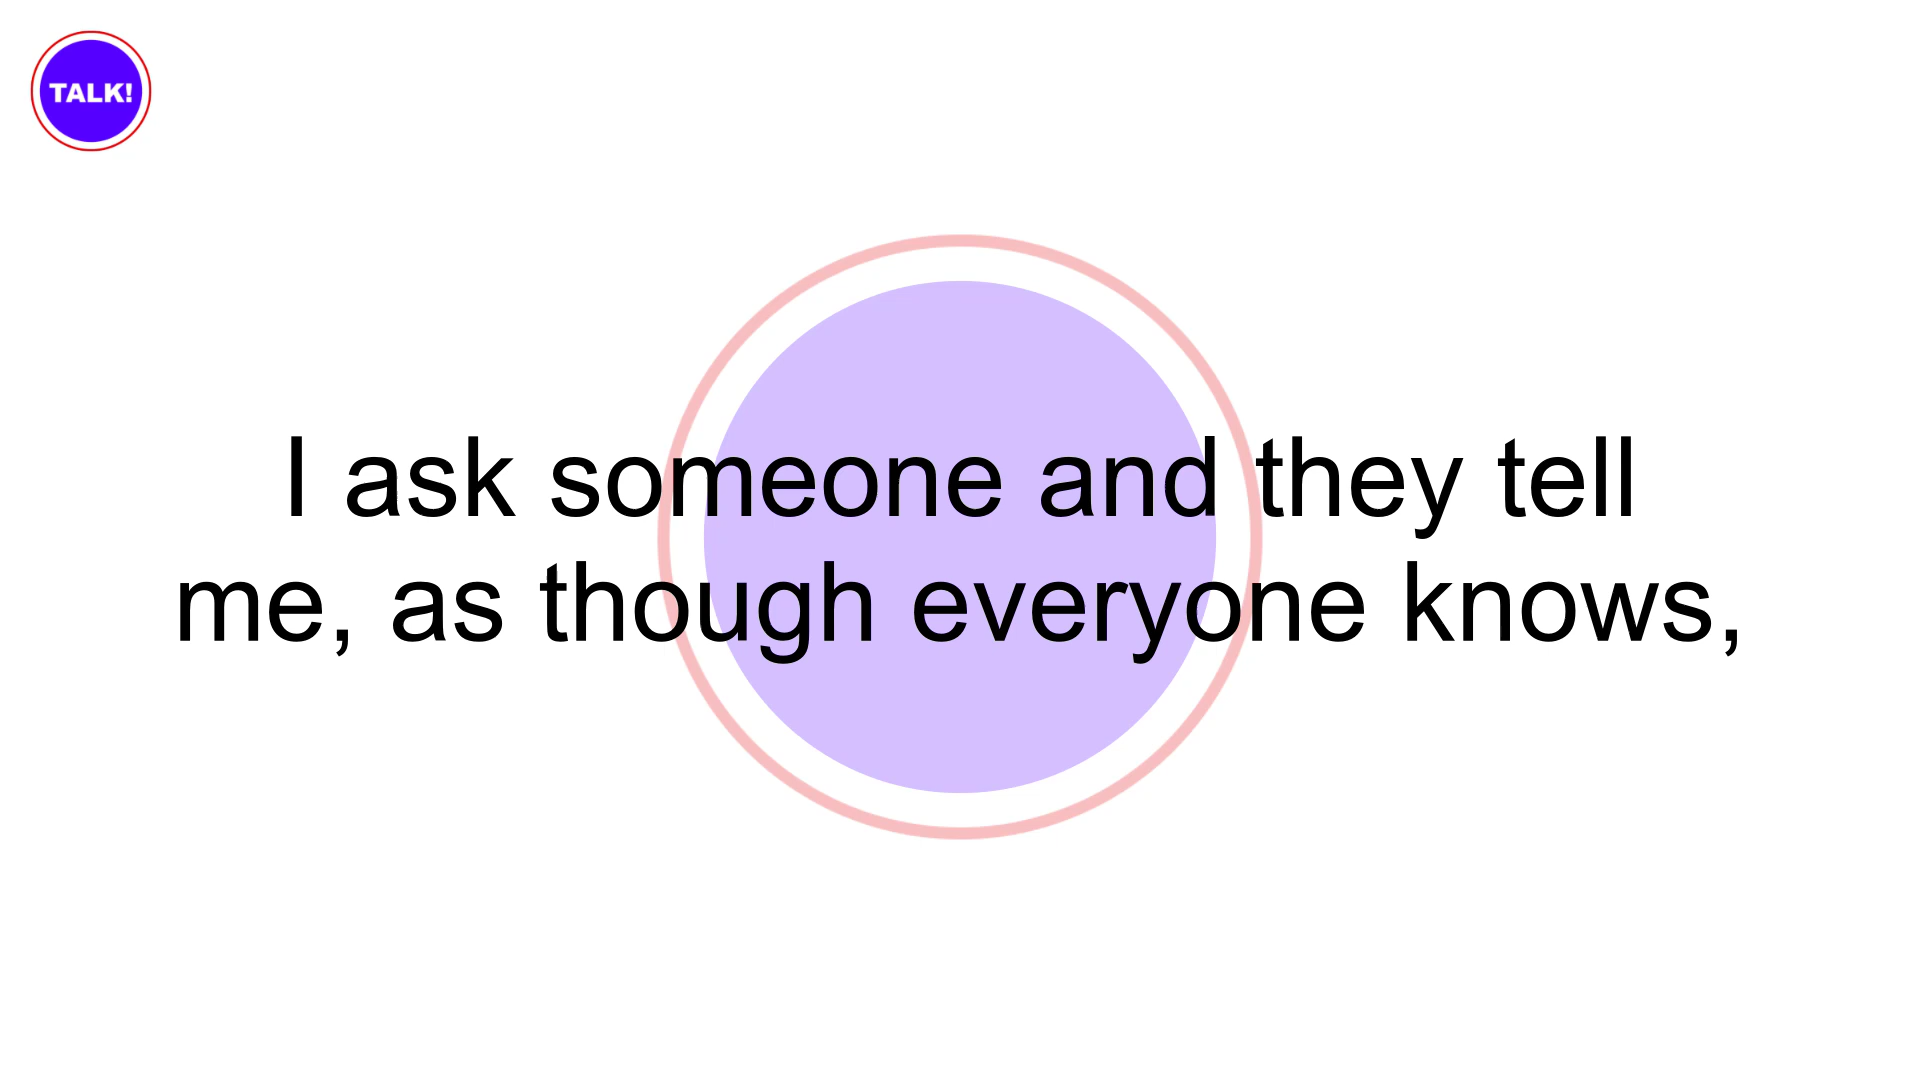 TALK!
I ask someone and they tell
me, as though everyone knows,